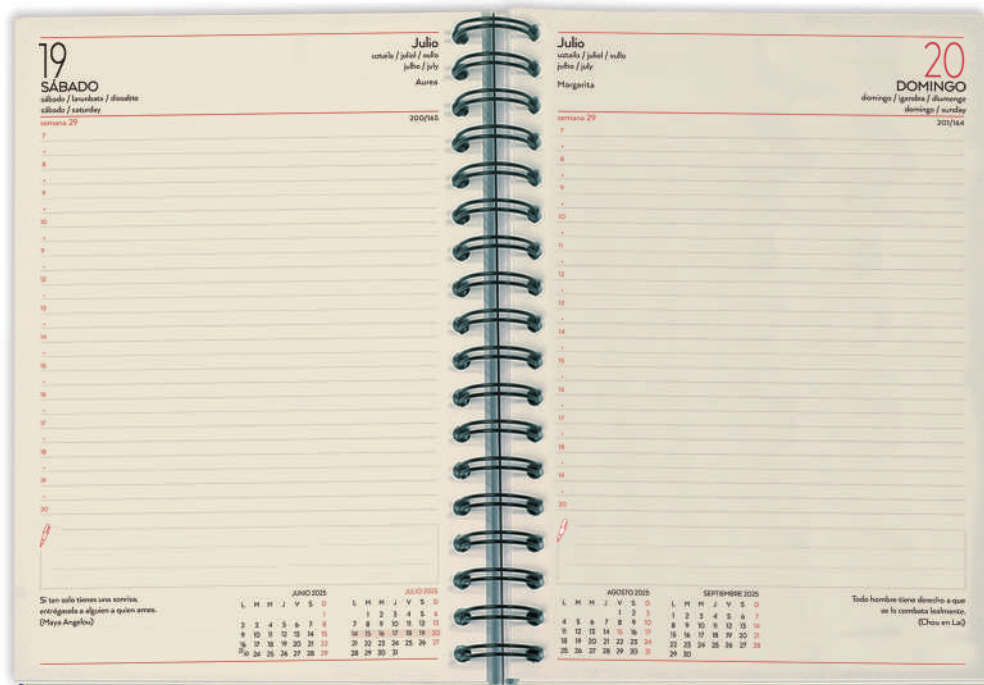 19
SÁBADO
sábado / larunbata / dissabte
sábado / saturday
Julio
uztaila / juliol / xullo
julho / july
Aurea
semana 29
200/165
7
8
9
10
11
12
13
14
15
16
17
18
19
20
Si tan solo tienes una sonrisa,
entrégasela a alguien a quien ames.
(Maya Angelou)
JUNIO 2025
L M M J V S D
1
2 3 4 5 6 7 8
9 10 11 12 13 14 15
16 17 18 19 20 21 22
23/30 24 25 26 27 28 29
JULIO 2025
L M M J V S D
1 2 3 4 5 6
7 8 9 10 11 12 13
14 15 16 17 18 19 20
21 22 23 24 25 26 27
28 29 30 31
Julio
uztaila / juliol / xullo
julho / july
Margarita
20
DOMINGO
domingo / igandea / diumenge
domingo / sunday
semana 29
201/164
7
8
9
10
11
12
13
14
15
16
17
18
19
20
AGOSTO 2025
L M M J V S D
1 2 3
4 5 6 7 8 9 10
11 12 13 14 15 16 17
18 19 20 21 22 23 24
25 26 27 28 29 30 31
SEPTIEMBRE 2025
L M M J V S D
1 2 3 4 5 6 7
8 9 10 11 12 13 14
15 16 17 18 19 20 21
22 23 24 25 26 27 28
29 30
Todo hombre tiene derecho a que
se lo combata lealmente.
(Chou en Lai)